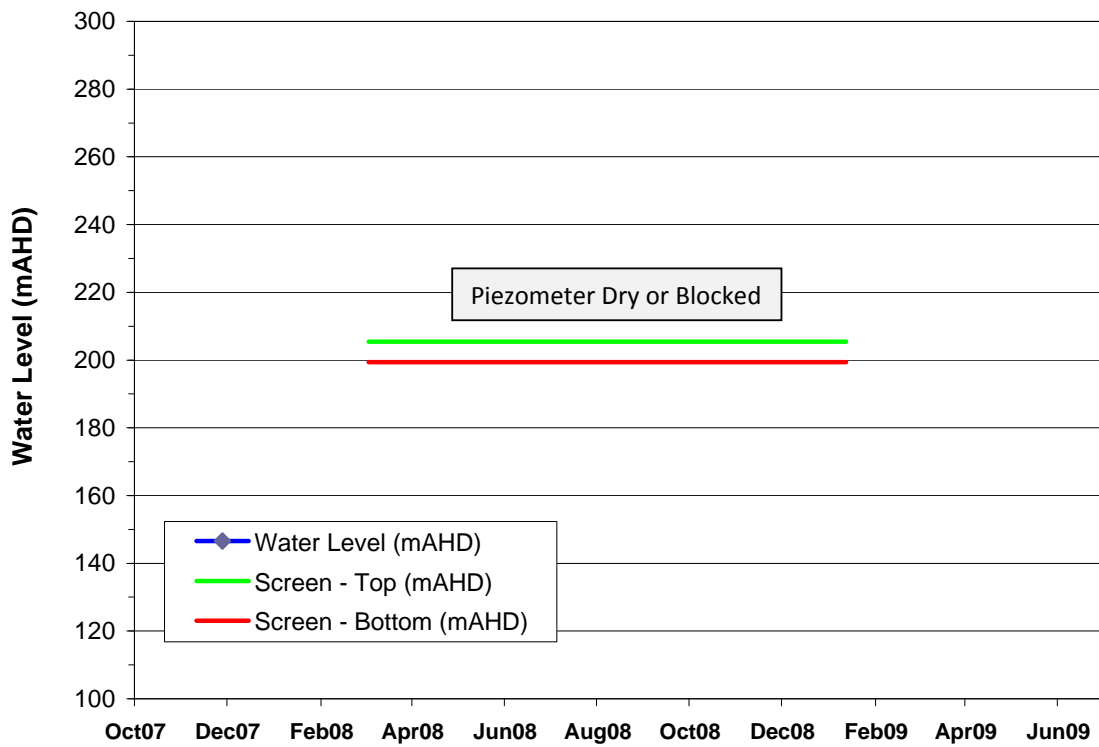 300
280
260
240
220
200
180
160
140
120
100
Water Level (mAHD)
Piezometer Dry or Blocked
Water Level (mAHD)
Screen - Top (mAHD)
Screen - Bottom (mAHD)
Oct07 Dec07 Feb08 Apr08 Jun08 Aug08 Oct08 Dec08 Feb09 Apr09 Jun09